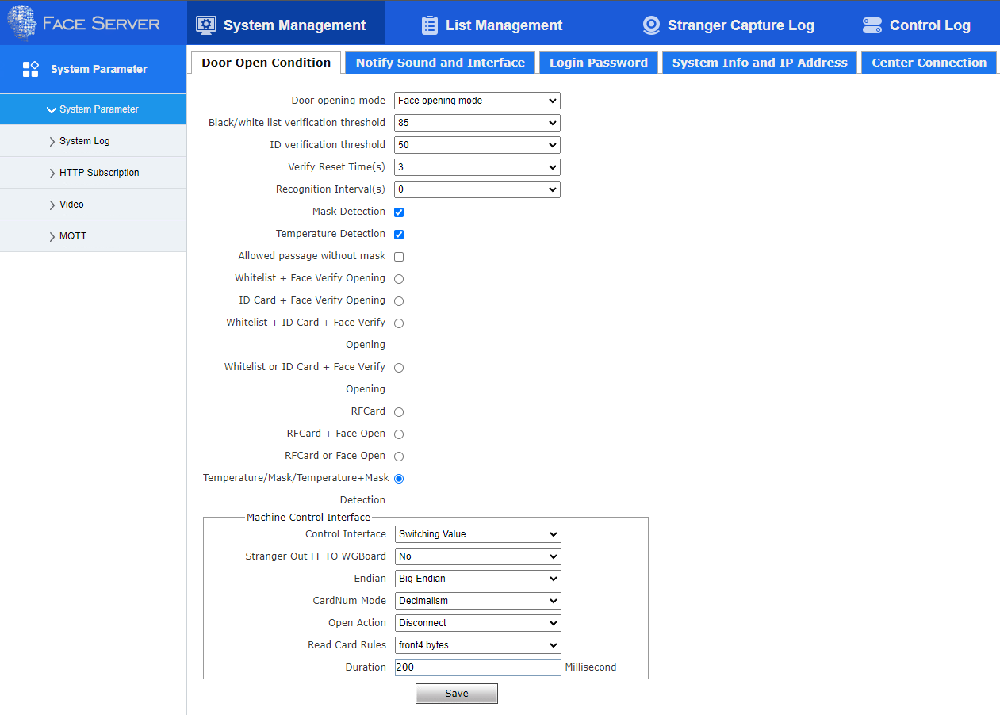 FACE SERVER
System Management
List Management
Stranger Capture Log
Control Log
System Parameter
System Parameter
System Log
HTTP Subscription
Video
MQTT
Door Open Condition
Notify Sound and Interface
Login Password
System Info and IP Address
Center Connection
Door opening mode Face opening mode
Black/white list verification threshold 85
ID verification threshold 50
Verify Reset Time(s) 3
Recognition Interval(s) 0
Mask Detection
Temperature Detection
Allowed passage without mask
Whitelist + Face Verify Opening
ID Card + Face Verify Opening
Whitelist + ID Card + Face Verify
Opening
Whitelist or ID Card + Face Verify
Opening
RFCard
RFCard + Face Open
RFCard or Face Open
Temperature/Mask/Temperature+Mask
Detection
Machine Control Interface
Control Interface Switching Value
Stranger Out FF TO WGBoard No
Endian Big-Endian
CardNum Mode Decimalism
Open Action Disconnect
Read Card Rules front4 bytes
Duration 200 Millisecond
Save